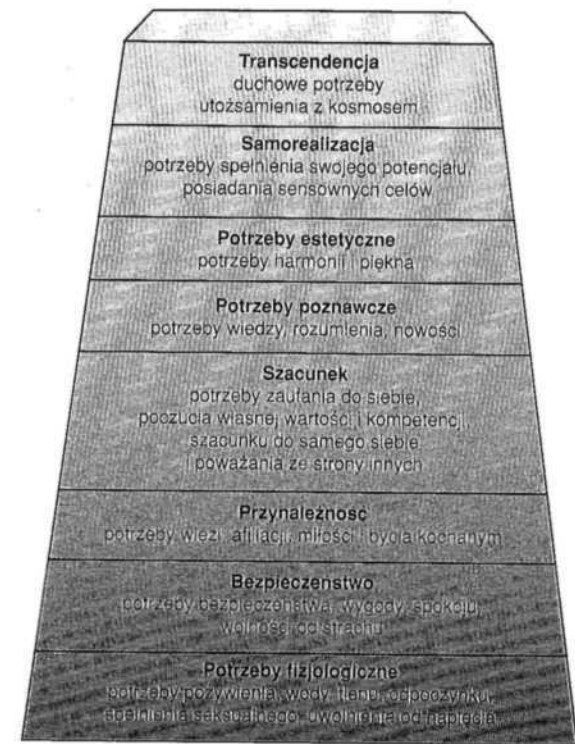 Transcendencja
duchowe potrzeby
utożsamienia z kosmosem
Samorealizacja
potrzeby spełnienia swojego potencjału,
posiadania sensownych celów
Potrzeby estetyczne
potrzeby harmonii i piękna
Potrzeby poznawcze
potrzeby wiedzy, rozumienia, nowości
Szacunek
potrzeby zaufania do siebie,
poczucia własnej wartości i kompetencji,
szacunku do samego siebie
i poważania ze strony innych
Przynależność
potrzeby więzi, afiliacji, miłości i bycia kochanym
Bezpieczeństwo
potrzeby bezpieczeństwa, wygody, spokoju,
wolności od strachu
Potrzeby fizjologiczne
potrzeby pożywienia, wody, tlenu, odpoczynku,
spełnienia seksualnego, uwolnienia od napięcia